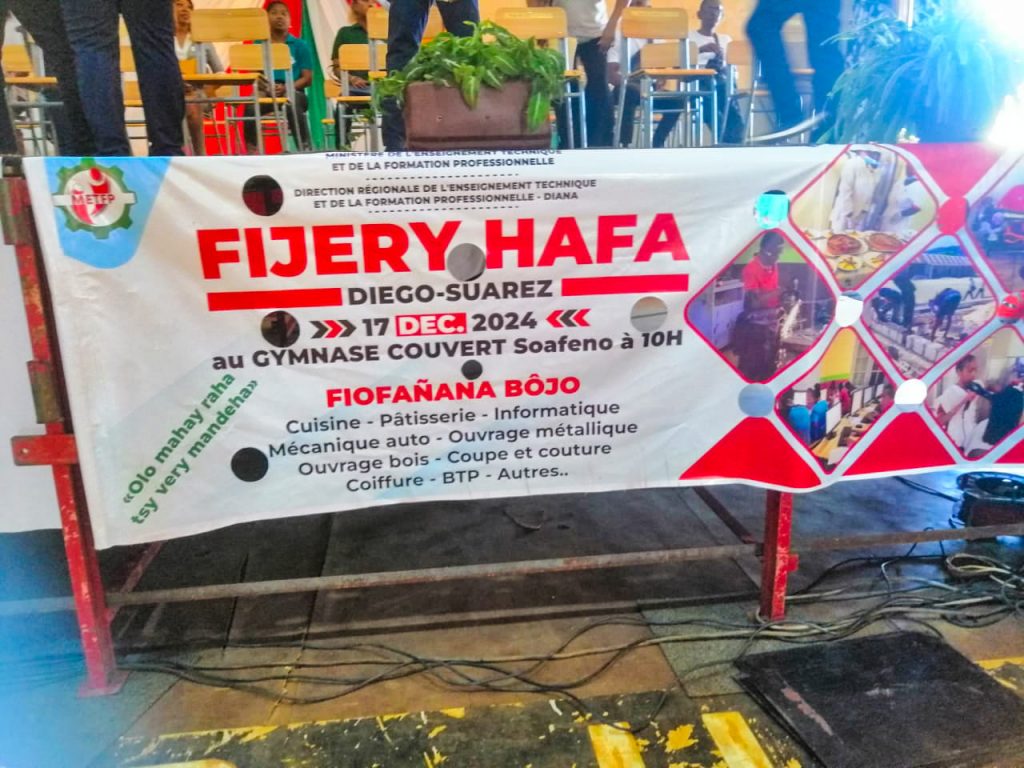 METFP
MINISTÈRE DE L'ENSEIGNEMENT TECHNIQUE
ET DE LA FORMATION PROFESSIONNELLE
DIRECTION RÉGIONALE DE L'ENSEIGNEMENT TECHNIQUE
ET DE LA FORMATION PROFESSIONNELLE - DIANA
FIJERY HAFA
DIEGO-SUAREZ
17 DEC. 2024
au GYMNASE COUVERT Soafeno à 10H
FIOFAÑANA BÔJO
Cuisine - Pâtisserie - Informatique
Mécanique auto - Ouvrage métallique
Ouvrage bois - Coupe et couture
Coiffure - BTP - Autres..
«Olo mahay raha
tsy very mandeha»